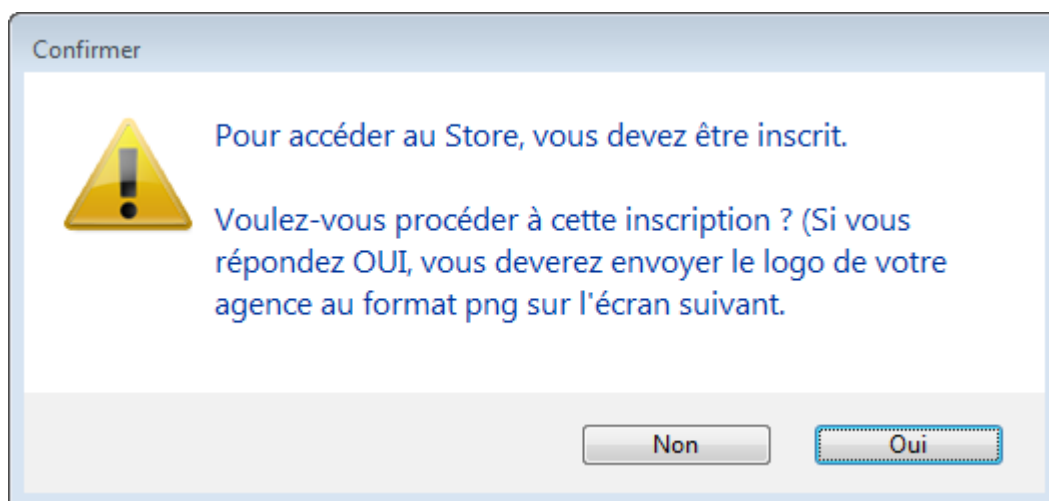 Confirmer
Pour accéder au Store, vous devez être inscrit.
Voulez-vous procéder à cette inscription ? (Si vous
répondez OUI, vous deverez envoyer le logo de votre
agence au format png sur l'écran suivant.
Non
Oui